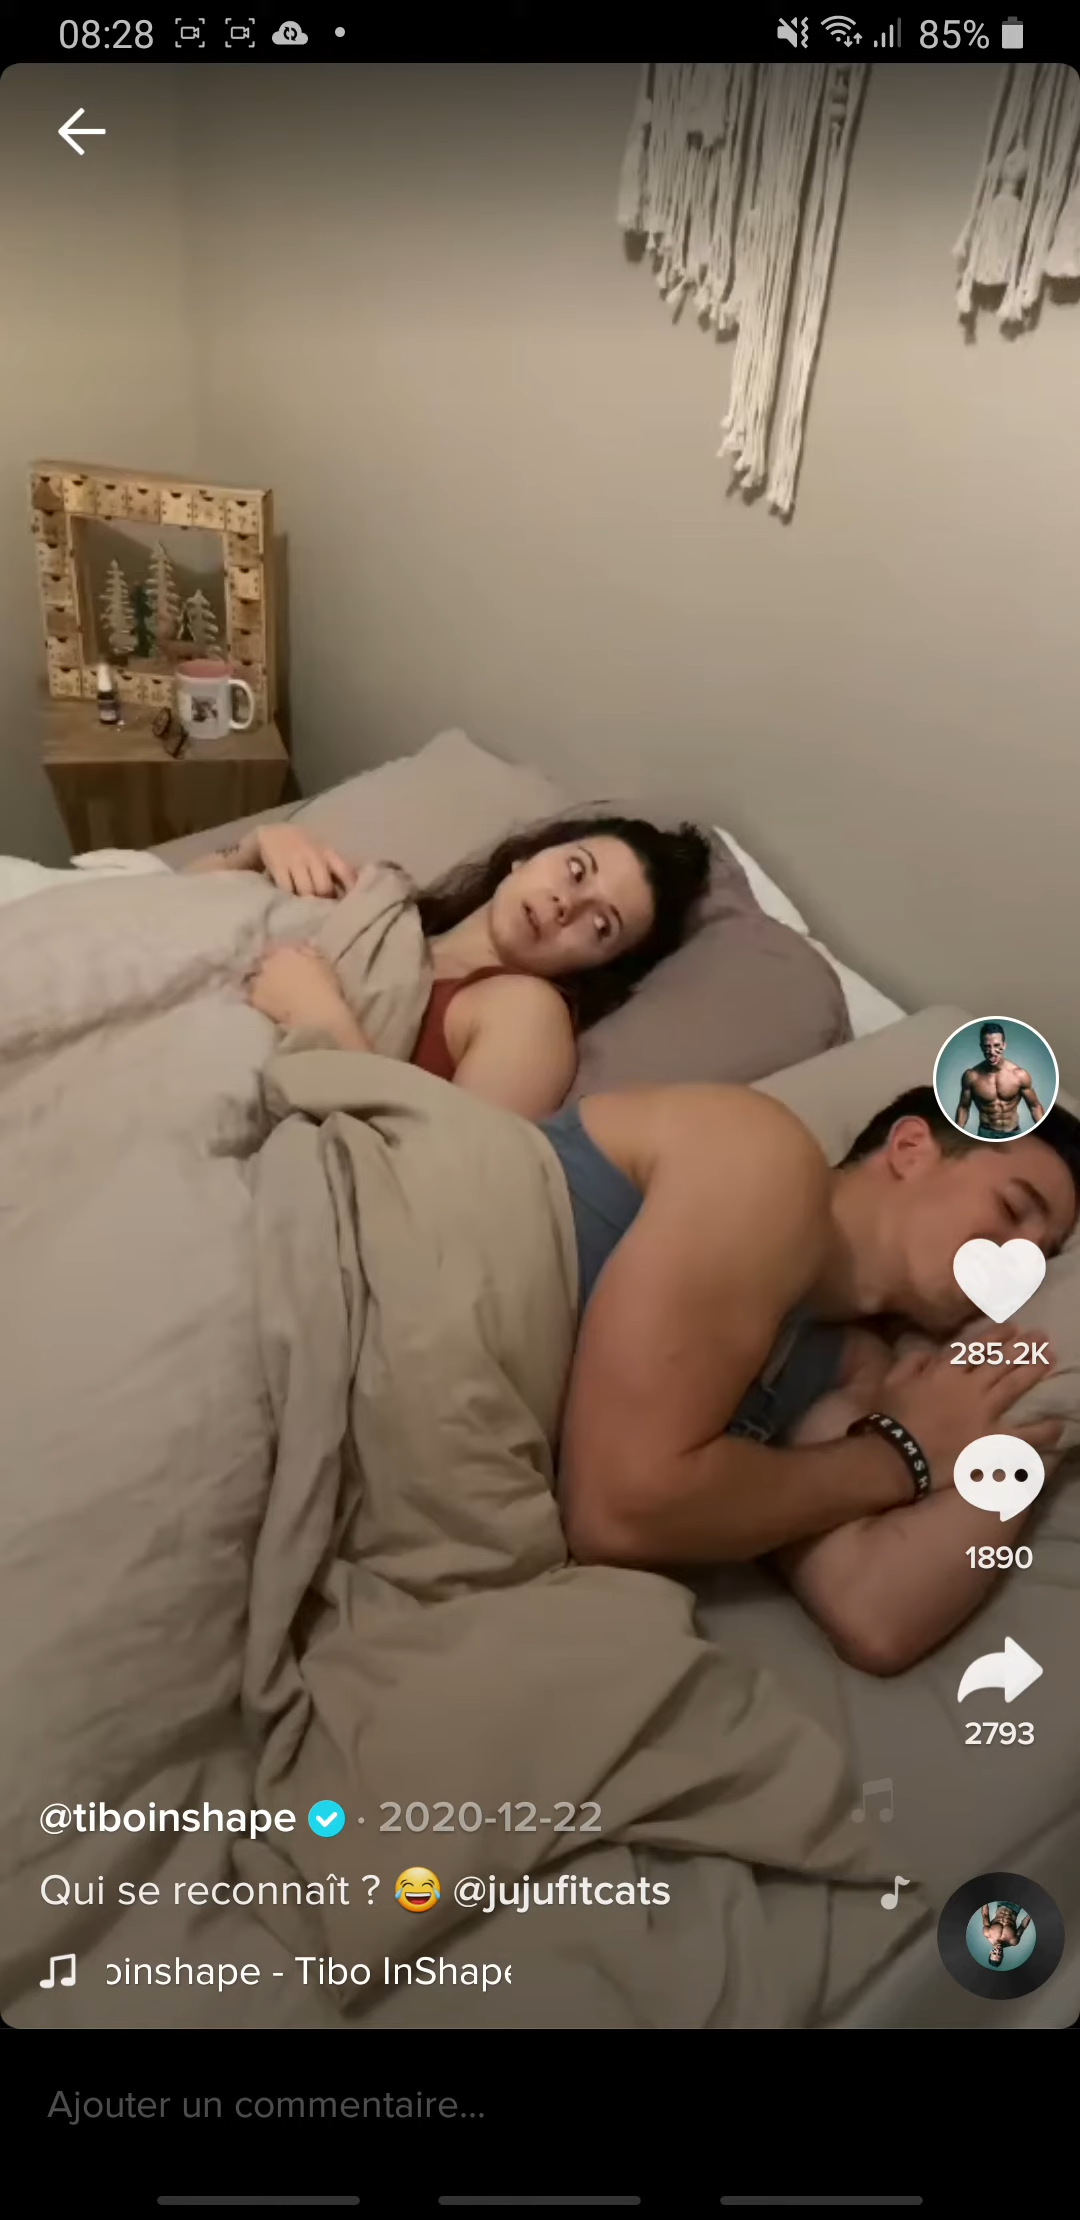 08:28 85%
TEAMSH
285.2K
1890
2793
@tiboinshape · 2020-12-22
Qui se reconnaît ? 😂 @jujufitcats
oinshape - Tibo InShape
Ajouter un commentaire...